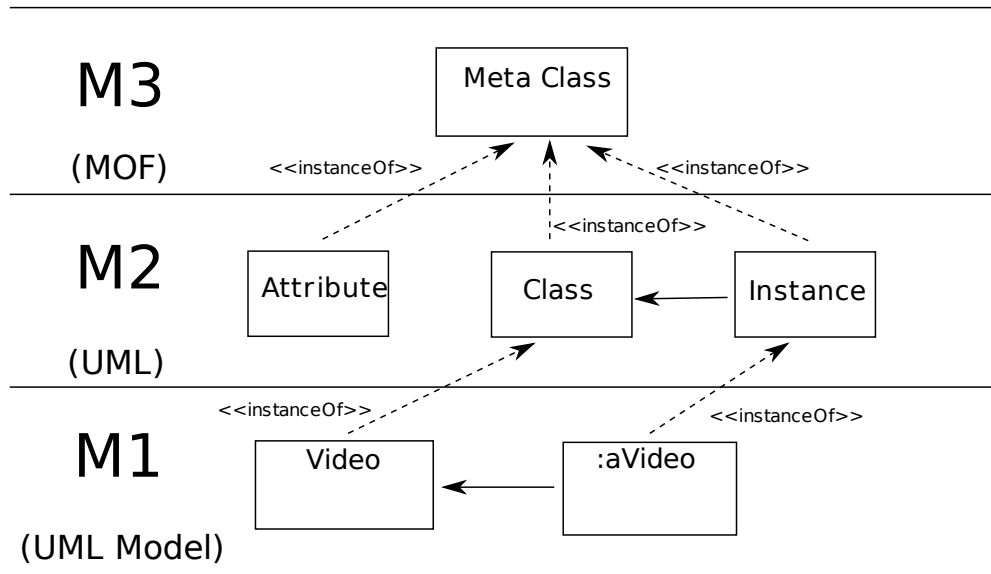 M3
(MOF)
Meta Class
<<instanceOf>>
<<instanceOf>>
<<instanceOf>>
M2
(UML)
Attribute
Class
Instance
<<instanceOf>>
<<instanceOf>>
M1
(UML Model)
Video
:aVideo